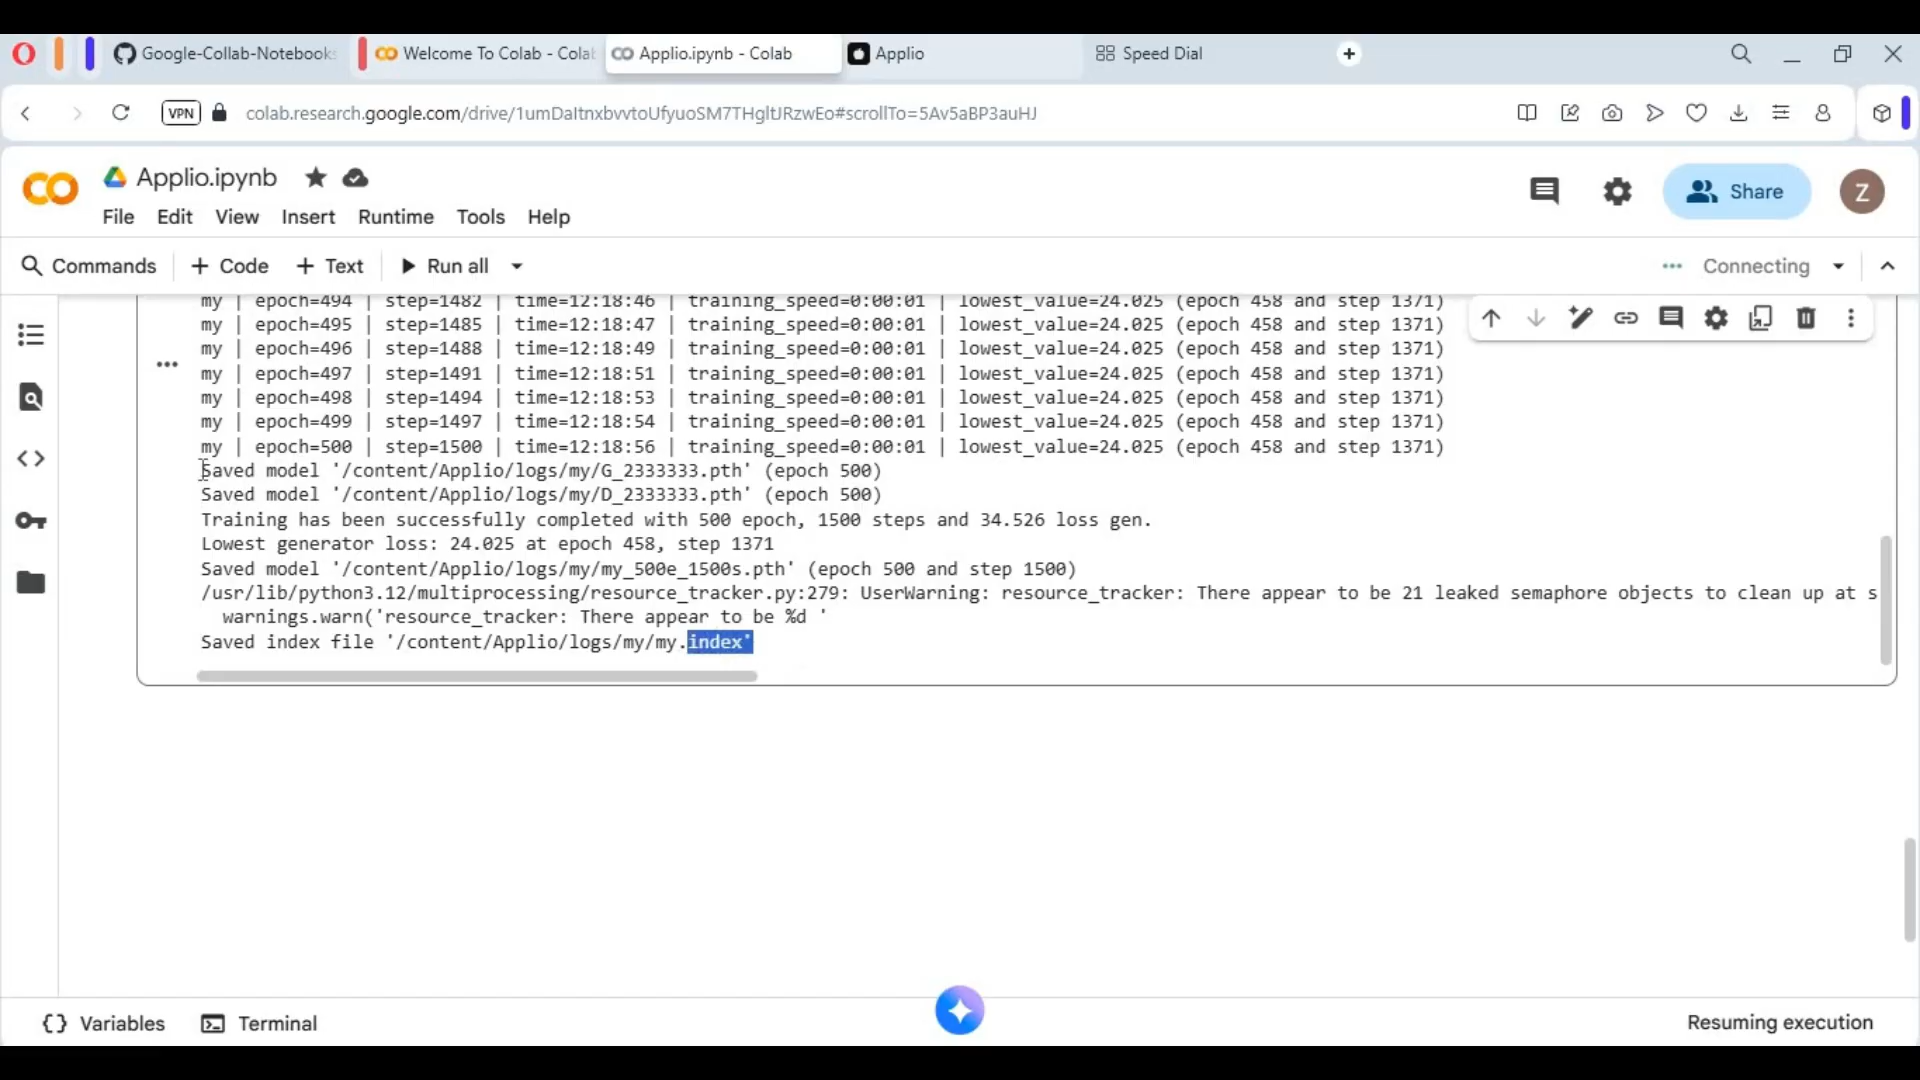 Google-Collab-Notebooks
Welcome To Colab - Colab
Applio.ipynb - Colab
Applio
Speed Dial
VPN
colab.research.google.com/drive/1umDaItnxbvvtoUfyuoSM7THgltJRzwEo#scrollTo=5Av5aBP3auHJ
Applio.ipynb
Share
Z
File Edit View Insert Runtime Tools Help
Commands + Code + Text Run all
Connecting
my | epoch=494 | step=1482 | time=12:18:46 | training_speed=0:00:01 | lowest_value=24.025 (epoch 458 and step 1371)
my | epoch=495 | step=1485 | time=12:18:47 | training_speed=0:00:01 | lowest_value=24.025 (epoch 458 and step 1371)
my | epoch=496 | step=1488 | time=12:18:49 | training_speed=0:00:01 | lowest_value=24.025 (epoch 458 and step 1371)
my | epoch=497 | step=1491 | time=12:18:51 | training_speed=0:00:01 | lowest_value=24.025 (epoch 458 and step 1371)
my | epoch=498 | step=1494 | time=12:18:53 | training_speed=0:00:01 | lowest_value=24.025 (epoch 458 and step 1371)
my | epoch=499 | step=1497 | time=12:18:54 | training_speed=0:00:01 | lowest_value=24.025 (epoch 458 and step 1371)
my | epoch=500 | step=1500 | time=12:18:56 | training_speed=0:00:01 | lowest_value=24.025 (epoch 458 and step 1371)
Saved model '/content/Applio/logs/my/G_2333333.pth' (epoch 500)
Saved model '/content/Applio/logs/my/D_2333333.pth' (epoch 500)
Training has been successfully completed with 500 epoch, 1500 steps and 34.526 loss gen.
Lowest generator loss: 24.025 at epoch 458, step 1371
Saved model '/content/Applio/logs/my/my_500e_1500s.pth' (epoch 500 and step 1500)
/usr/lib/python3.12/multiprocessing/resource_tracker.py:279: UserWarning: resource_tracker: There appear to be 21 leaked semaphore objects to clean up at s
warnings.warn('resource_tracker: There appear to be %d '
Saved index file '/content/Applio/logs/my/my.index'
Variables
Terminal
Resuming execution